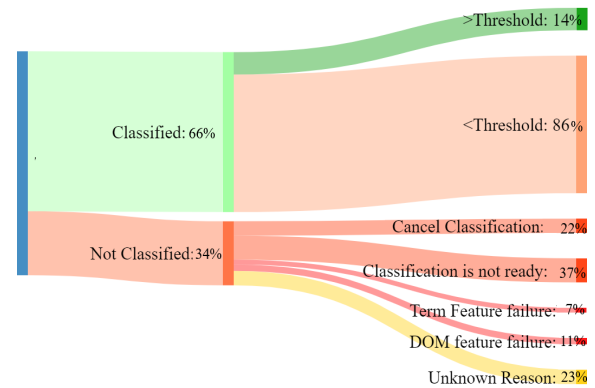 >Threshold: 14%
Classified: 66%
<Threshold: 86%
Cancel Classification: 22%
Not Classified:34%
Classification is not ready: 37%
Term Feature failure: 7%
DOM feature failure: 11%
Unknown Reason: 23%